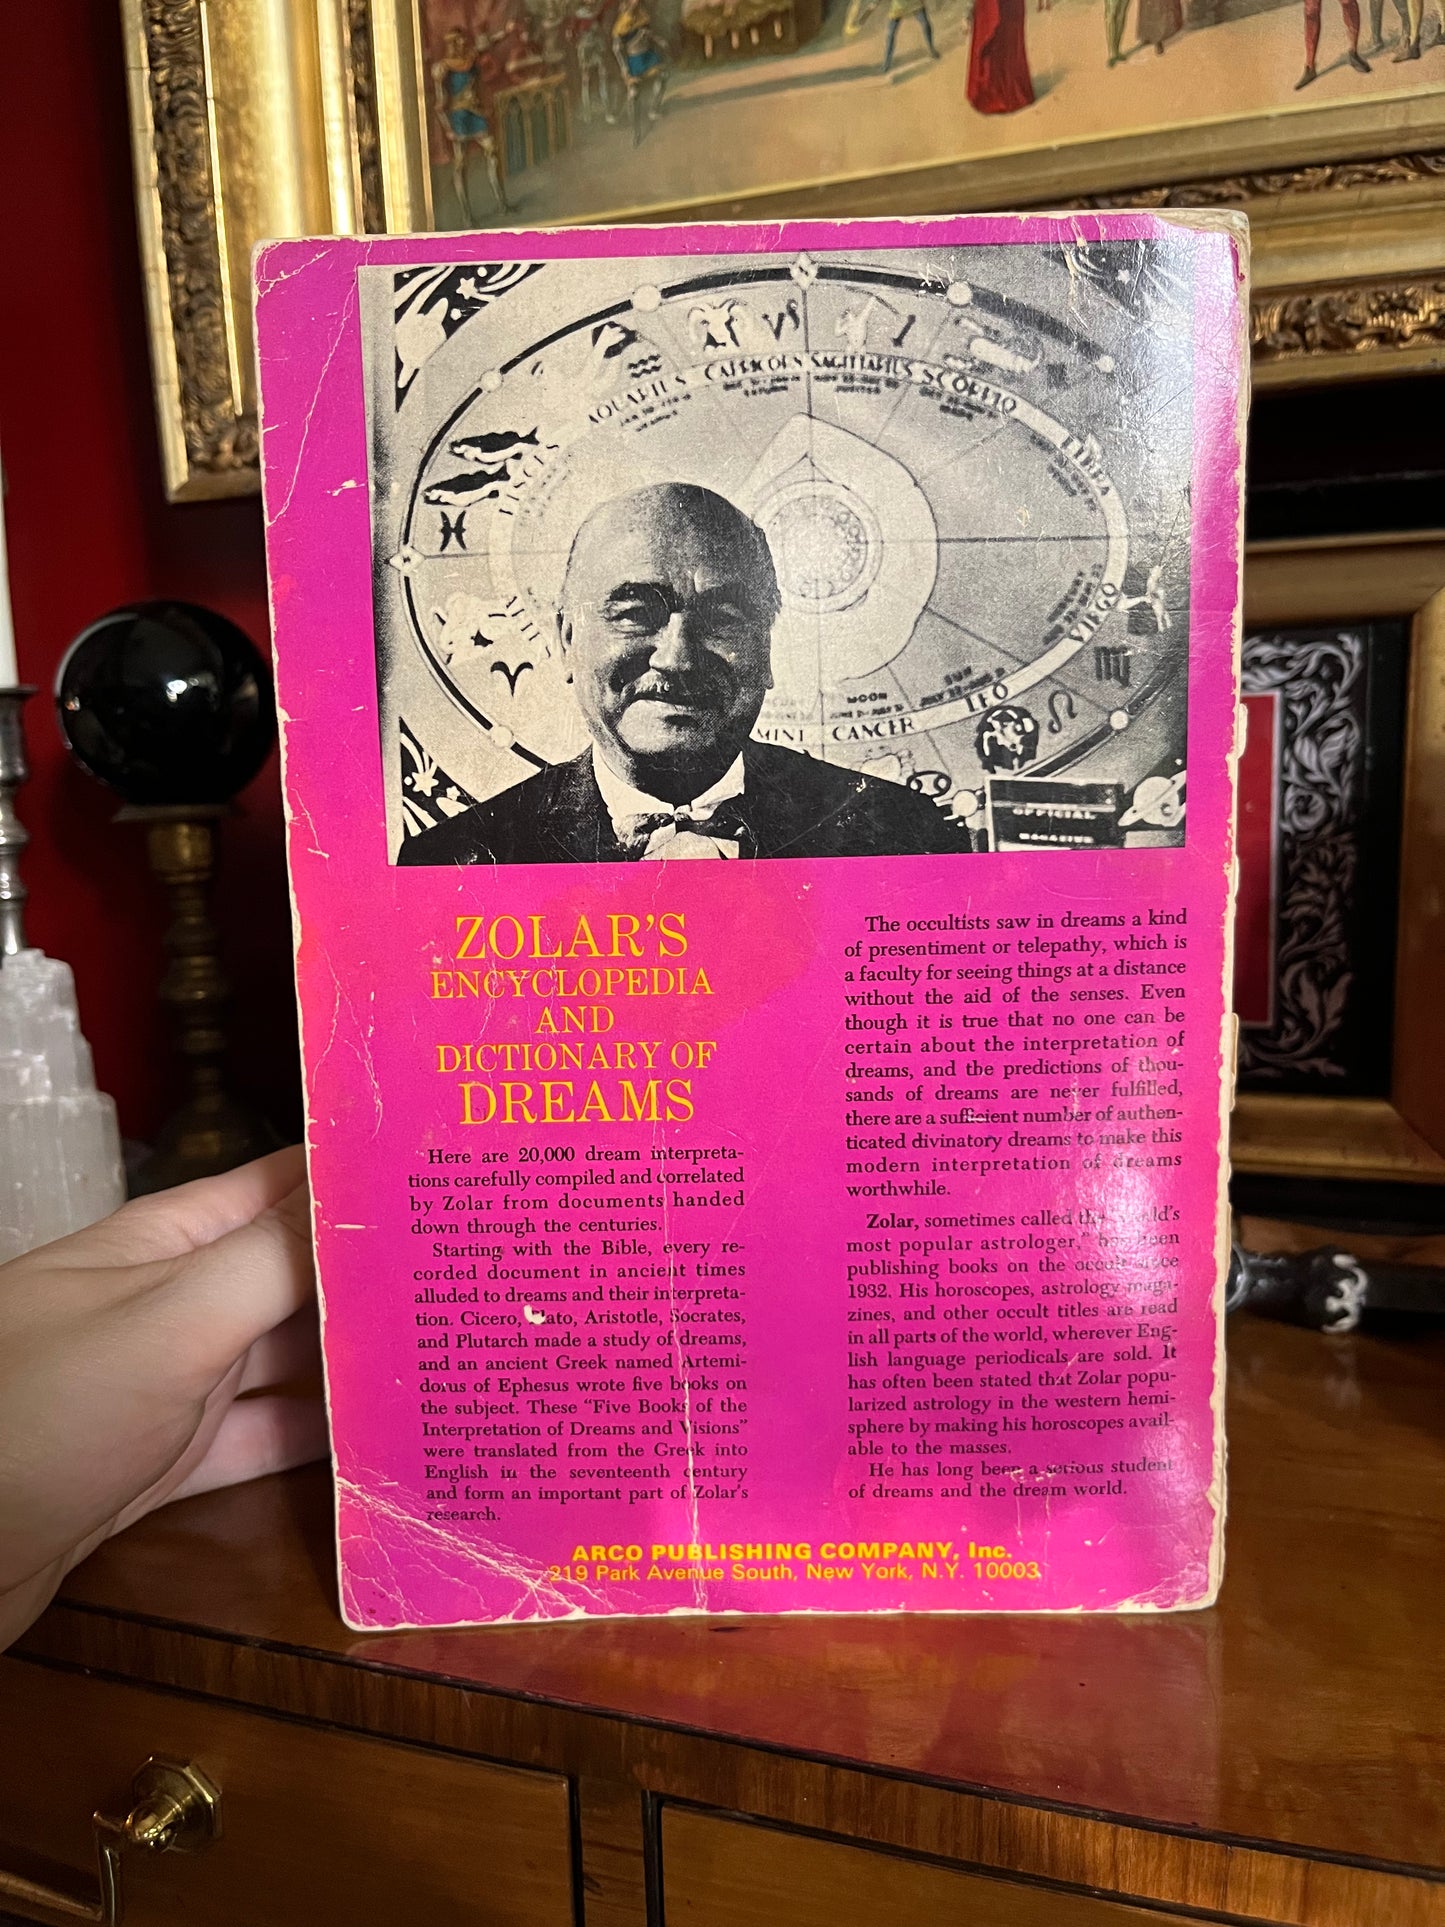 PISCES
AQUARIUS
CAPRICORN
SAGITTARIUS
SCORPIO
LIBRA
VIRGO
LEO
MOON
CANCER
MINI
OFFICIAL
MAGAZINE
ZOLAR'S
ENCYCLOPEDIA
AND
DICTIONARY OF
DREAMS
Here are 20,000 dream interpreta-
tions carefully compiled and correlated
by Zolar from documents handed
down through the centuries.
Starting with the Bible, every re-
corded document in ancient times
alluded to dreams and their interpreta-
tion. Cicero, Plato, Aristotle, Socrates,
and Plutarch made a study of dreams,
and an ancient Greek named Artemi-
dorus of Ephesus wrote five books on
the subject. These "Five Books of the
Interpretation of Dreams and Visions"
were translated from the Greek into
English in the seventeenth century
and form an important part of Zolar's
research.
The occultists saw in dreams a kind
of presentiment or telepathy, which is
a faculty for seeing things at a distance
without the aid of the senses. Even
though it is true that no one can be
certain about the interpretation of
dreams, and the predictions of thou-
sands of dreams are never fulfilled,
there are a sufficient number of authen-
ticated divinatory dreams to make this
modern interpretation of dreams
worthwhile.
Zolar, sometimes called the "world's
most popular astrologer," has been
publishing books on the occult since
1932. His horoscopes, astrology maga-
zines, and other occult titles are read
in all parts of the world, wherever Eng-
lish language periodicals are sold. It
has often been stated that Zolar popu-
larized astrology in the western hemi-
sphere by making his horoscopes avail-
able to the masses.
He has long been a serious student
of dreams and the dream world.
ARCO PUBLISHING COMPANY, Inc.
219 Park Avenue South, New York, N.Y. 10003